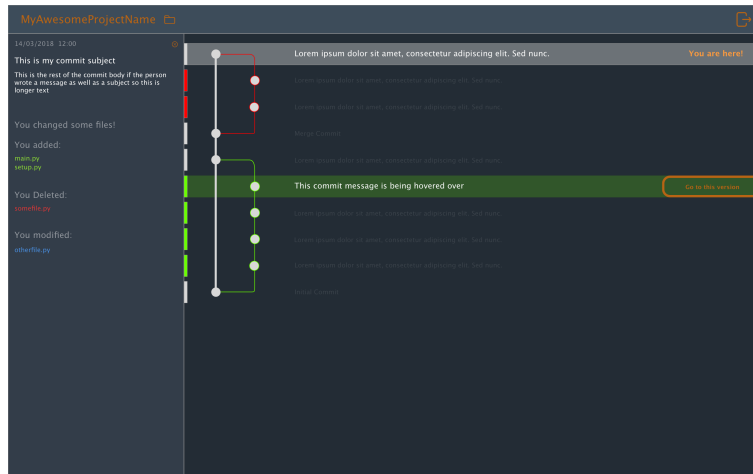 MyAwesomeProjectName
14/03/2018 12:00
This is my commit subject
This is the rest of the commit body if the person
wrote a message as well as a subject so this is
longer text
You changed some files!
You added:
main.py
setup.py
You Deleted:
somefile.py
You modified:
otherfile.py
Lorem ipsum dolor sit amet, consectetur adipiscing elit. Sed nunc.
You are here!
Lorem ipsum dolor sit amet, consectetur adipiscing elit. Sed nunc.
Lorem ipsum dolor sit amet, consectetur adipiscing elit. Sed nunc.
Merge Commit
Lorem ipsum dolor sit amet, consectetur adipiscing elit. Sed nunc.
This commit message is being hovered over
Go to this version
Lorem ipsum dolor sit amet, consectetur adipiscing elit. Sed nunc.
Lorem ipsum dolor sit amet, consectetur adipiscing elit. Sed nunc.
Lorem ipsum dolor sit amet, consectetur adipiscing elit. Sed nunc.
Initial Commit